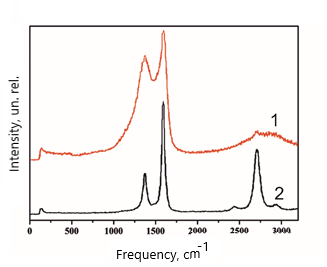 Intensity, un. rel.
1
2
0 500 1000 1500 2000 2500 3000
Frequency, cm-1